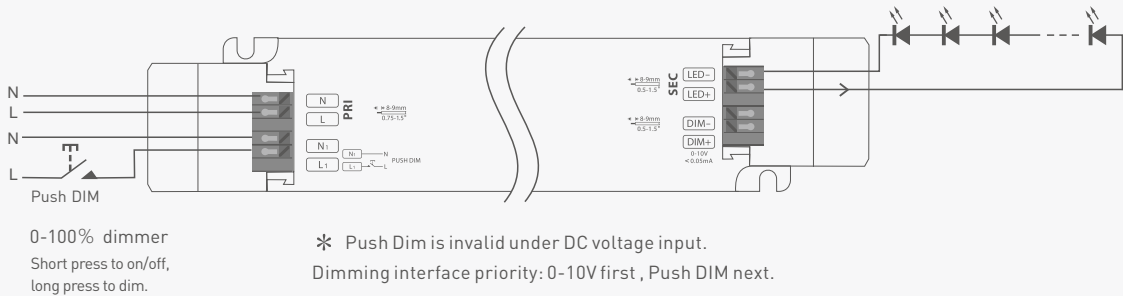 N
L
N
L
Push DIM
N
L
PRI
8-9mm
0.75-1.5²
N1
L1
N1
N
L1
L
PUSH DIM
SEC
8-9mm
0.5-1.5²
LED-
LED+
8-9mm
0.5-1.5²
DIM-
DIM+
0-10V
<0.05mA
0-100% dimmer
Short press to on/off,
long press to dim.
* Push Dim is invalid under DC voltage input.
Dimming interface priority: 0-10V first , Push DIM next.